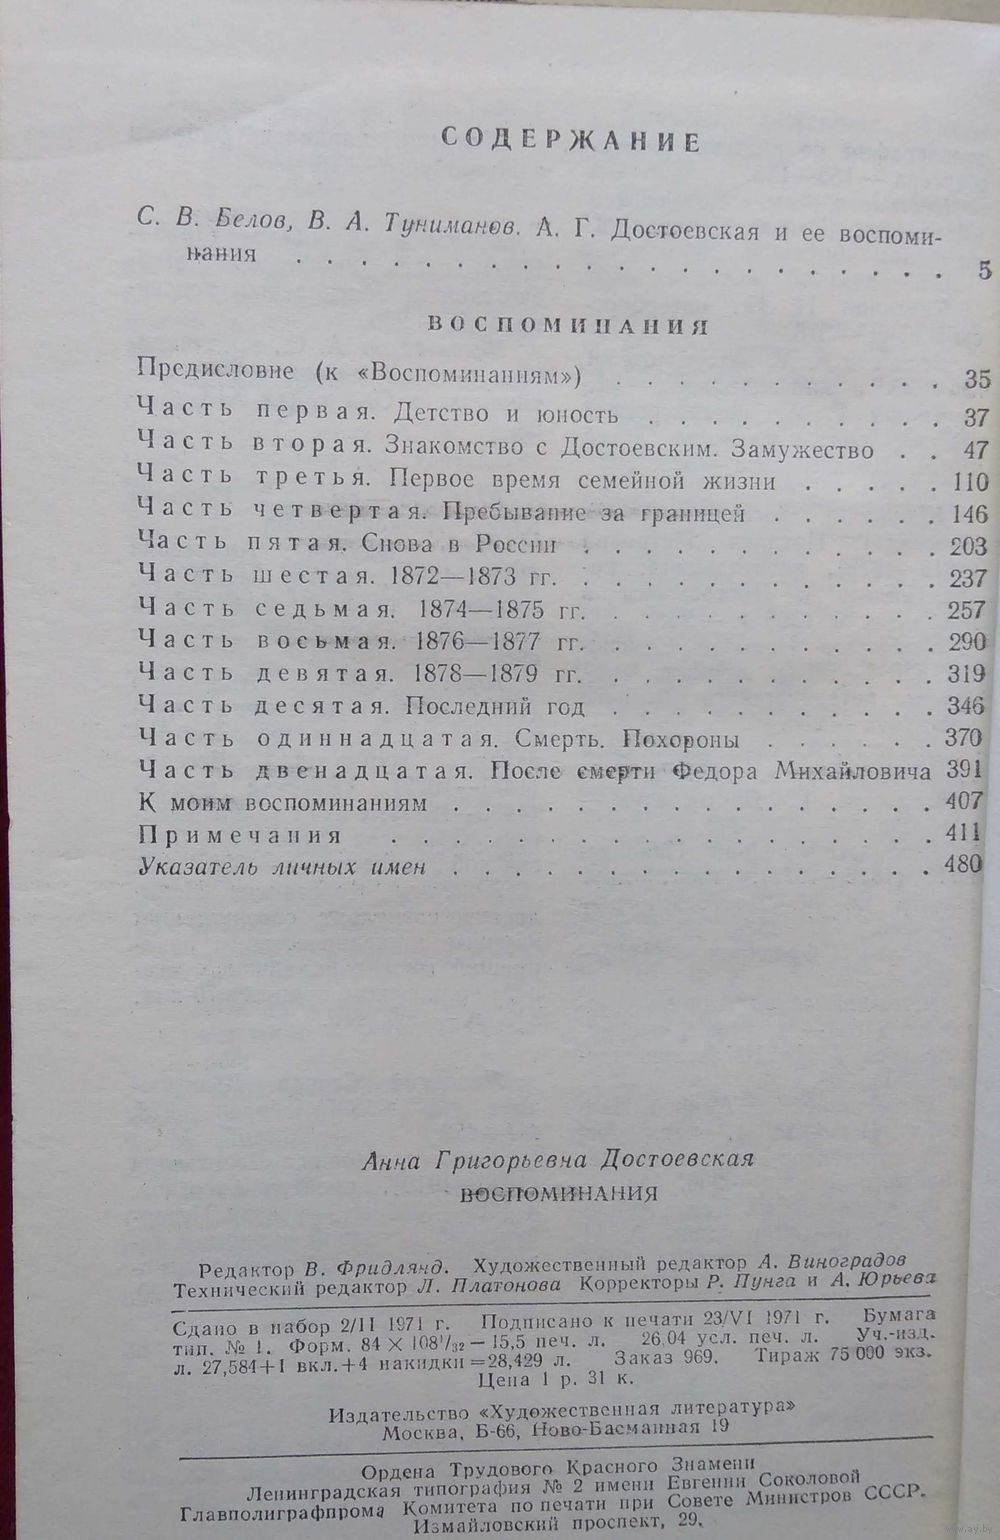 СОДЕРЖАНИЕ
С. В. Белов, В. А. Туниманов. А. Г. Достоевская и ее воспоми-
нания . . . . . . . . . . . . . . . . . . . . 5
ВОСПОМИНАНИЯ
Предисловие (к «Воспоминаниям») . . . . . . . . . . . 35
Часть первая. Детство и юность . . . . . . . . . . 37
Часть вторая. Знакомство с Достоевским. Замужество . . 47
Часть третья. Первое время семейной жизни . . . . . 110
Часть четвертая. Пребывание за границей . . . . . . 146
Часть пятая. Снова в России . . . . . . . . . . . . 203
Часть шестая. 1872—1873 гг. . . . . . . . . . . . . 237
Часть седьмая. 1874—1875 гг. . . . . . . . . . . . 257
Часть восьмая. 1876—1877 гг. . . . . . . . . . . . 290
Часть девятая. 1878—1879 гг. . . . . . . . . . . . 319
Часть десятая. Последний год . . . . . . . . . . . 346
Часть одиннадцатая. Смерть. Похороны . . . . . . 370
Часть двенадцатая. После смерти Федора Михайловича 391
К моим воспоминаниям . . . . . . . . . . . . . . . . 407
Примечания . . . . . . . . . . . . . . . . . . 411
Указатель личных имен . . . . . . . . . . . . . . . . 480
Анна Григорьевна Достоевская
ВОСПОМИНАНИЯ
Редактор В. Фридлянд. Художественный редактор А. Виноградов
Технический редактор Л. Платонова Корректоры Р. Пунга и А. Юрьева
Сдано в набор 2/II 1971 г. Подписано к печати 23/VI 1971 г. Бумага
тип. № 1. Форм. 84 X 108¹/₃₂ — 15,5 печ. л. 26,04 усл. печ. л. Уч.-изд.
л. 27,584+1 вкл.+4 накидки=28,429 л. Заказ 969. Тираж 75 000 экз.
Цена 1 р. 31 к.
Издательство «Художественная литература»
Москва, Б-66, Ново-Басманная 19
Ордена Трудового Красного Знамени
Ленинградская типография № 2 имени Евгении Соколовой
Главполиграфпрома Комитета по печати при Совете Министров СССР.
Измайловский проспект, 29.
www.ay.by